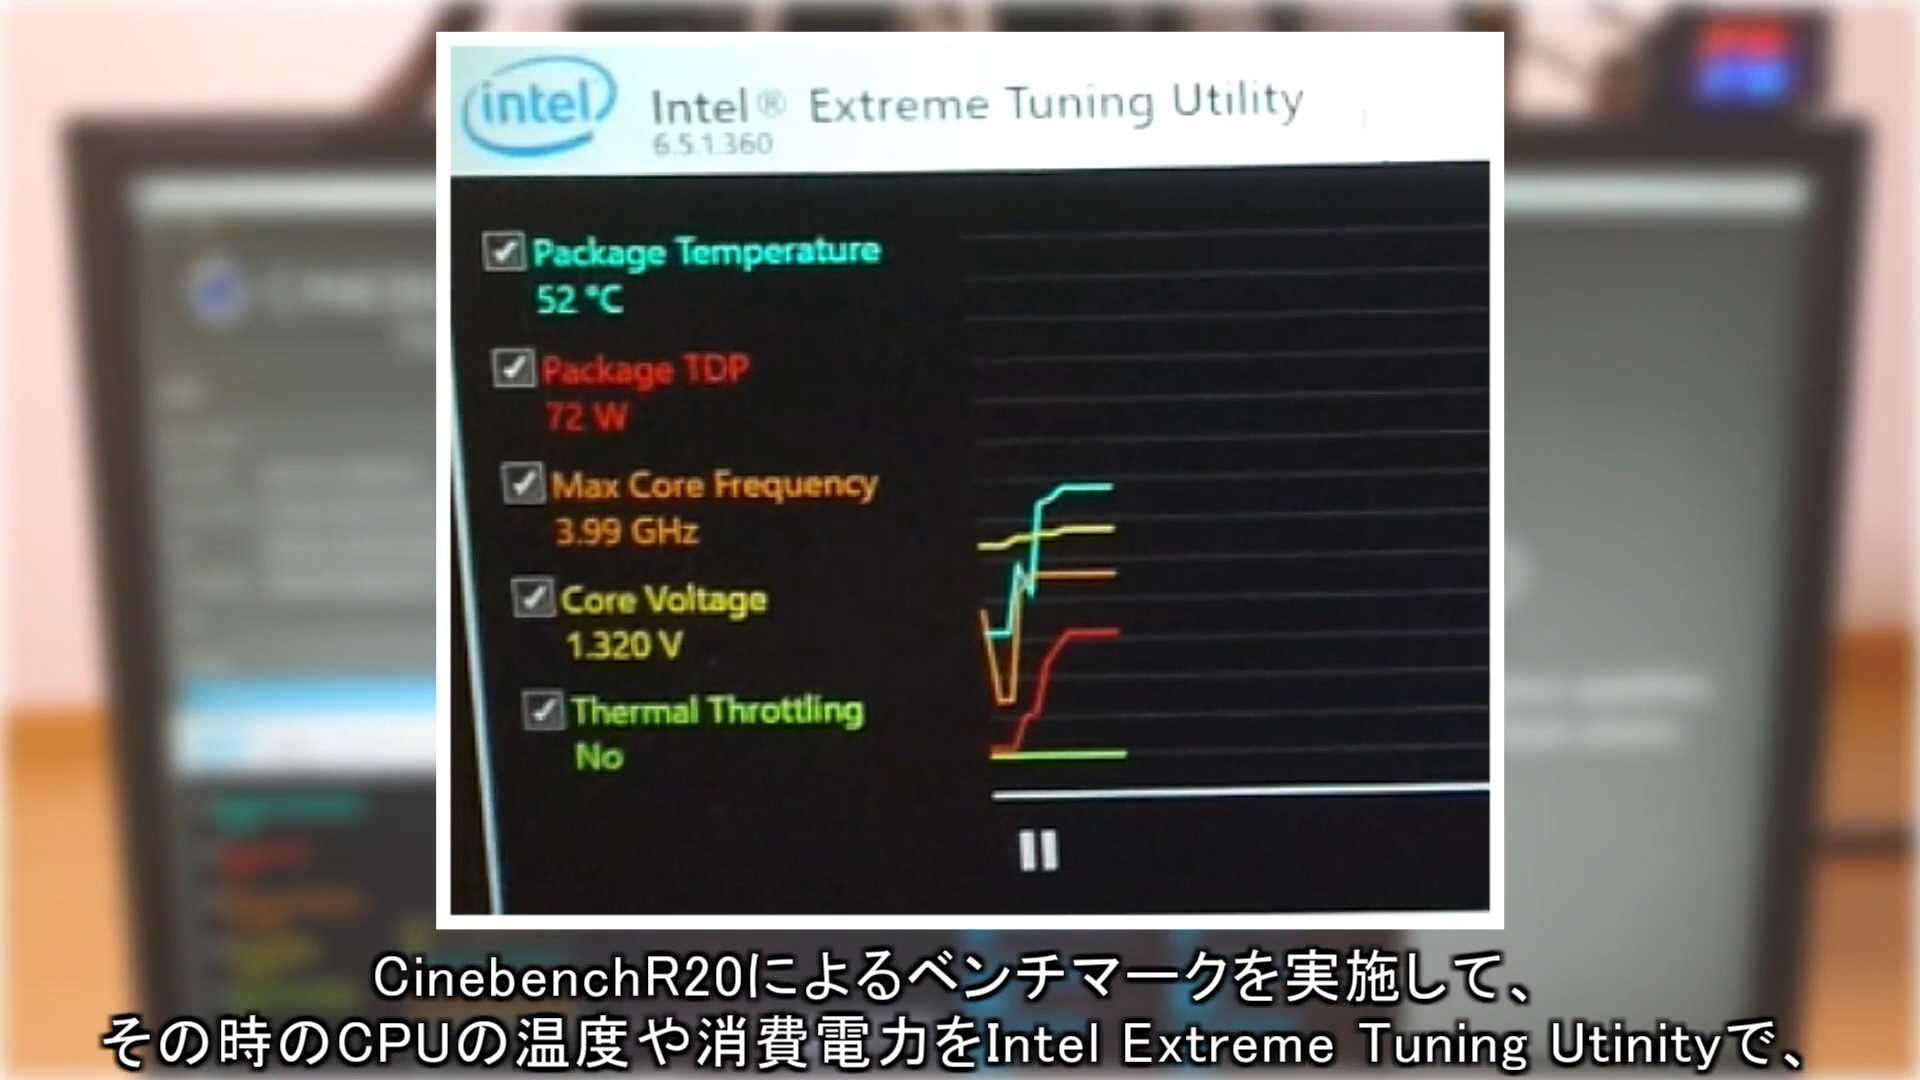 intel
Intel® Extreme Tuning Utility
6.5.1.360
Package Temperature
52 °C
Package TDP
72 W
Max Core Frequency
3.99 GHz
Core Voltage
1.320 V
Thermal Throttling
No
CinebenchR20によるベンチマークを実施して、
その時のCPUの温度や消費電力をIntel Extreme Tuning Utinityで、